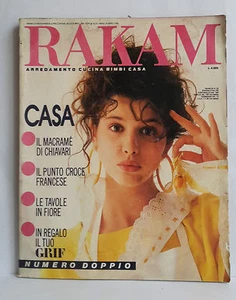 RAKAM
ARREDAMENTO CUCINA BIMBI CASA
CASA
IL MACRAMÈ
DI CHIAVARI
IL PUNTO CROCE
FRANCESE
LE TAVOLE
IN FIORE
IN REGALO
IL TUO
GRIF
NUMERO DOPPIO